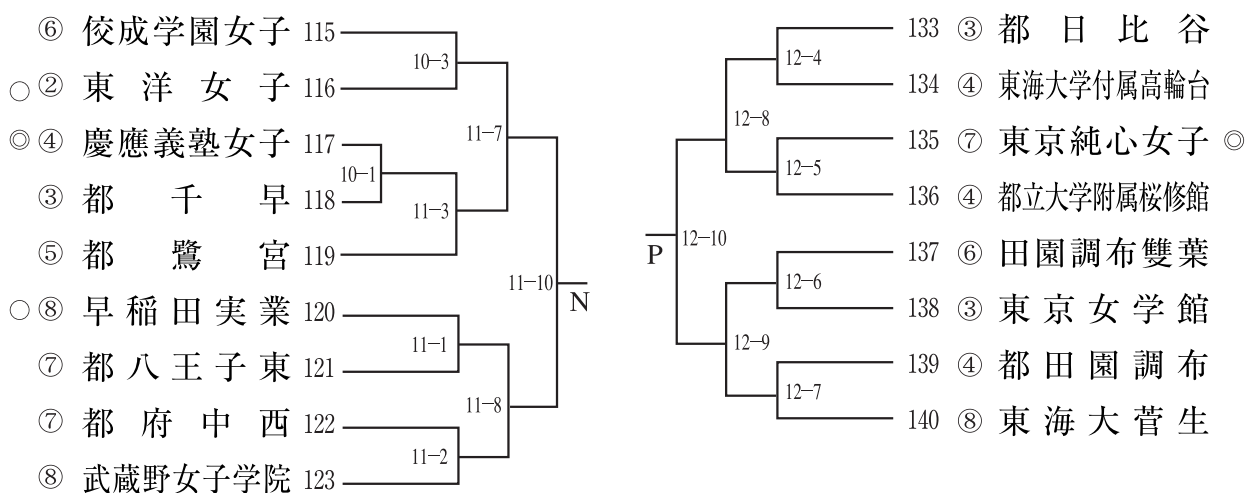 ⑥ 佼成学園女子 115
○ ② 東洋女子 116
◎ ④ 慶應義塾女子 117
③ 都千早 118
⑤ 都鷺宮 119
○ ⑧ 早稲田実業 120
⑦ 都八王子東 121
⑦ 都府中西 122
⑧ 武蔵野女子学院 123
10－3
10－1
11－3
11－7
11－1
11－2
11－8
11－10
N
133 ③ 都日比谷
134 ④ 東海大学付属高輪台
135 ⑦ 東京純心女子 ◎
136 ④ 都立大学附属桜修館
137 ⑥ 田園調布雙葉
138 ③ 東京女学館
139 ④ 都田園調布
140 ⑧ 東海大菅生
12－4
12－8
12－5
P
12－10
12－6
12－9
12－7